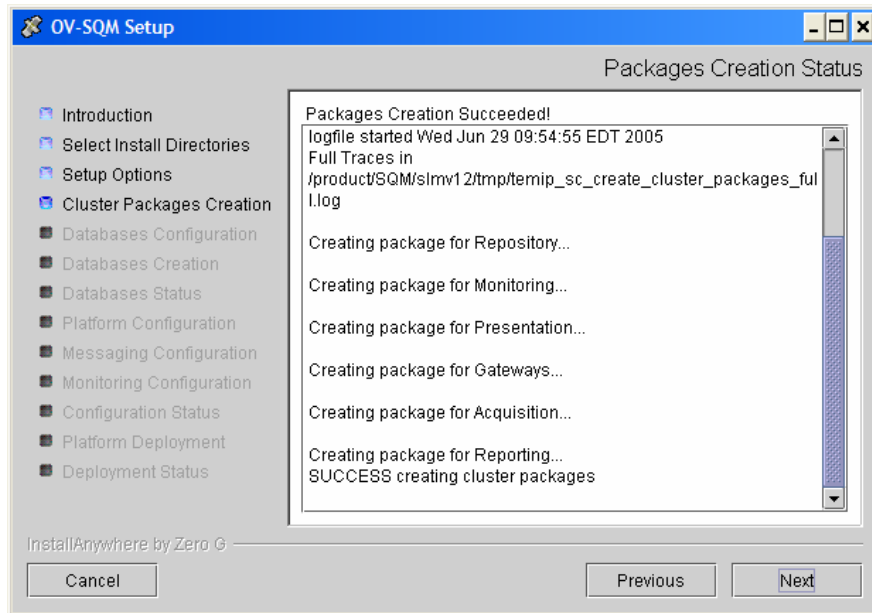 OV-SQM Setup
Packages Creation Status
Introduction
Select Install Directories
Setup Options
Cluster Packages Creation
Databases Configuration
Databases Creation
Databases Status
Platform Configuration
Messaging Configuration
Monitoring Configuration
Configuration Status
Platform Deployment
Deployment Status
Packages Creation Succeeded!
logfile started Wed Jun 29 09:54:55 EDT 2005
Full Traces in
/product/SQM/slmv12/tmp/temip_sc_create_cluster_packages_ful
l.log
Creating package for Repository...
Creating package for Monitoring...
Creating package for Presentation...
Creating package for Gateways...
Creating package for Acquisition...
Creating package for Reporting...
SUCCESS creating cluster packages
InstallAnywhere by Zero G
Cancel
Previous
Next